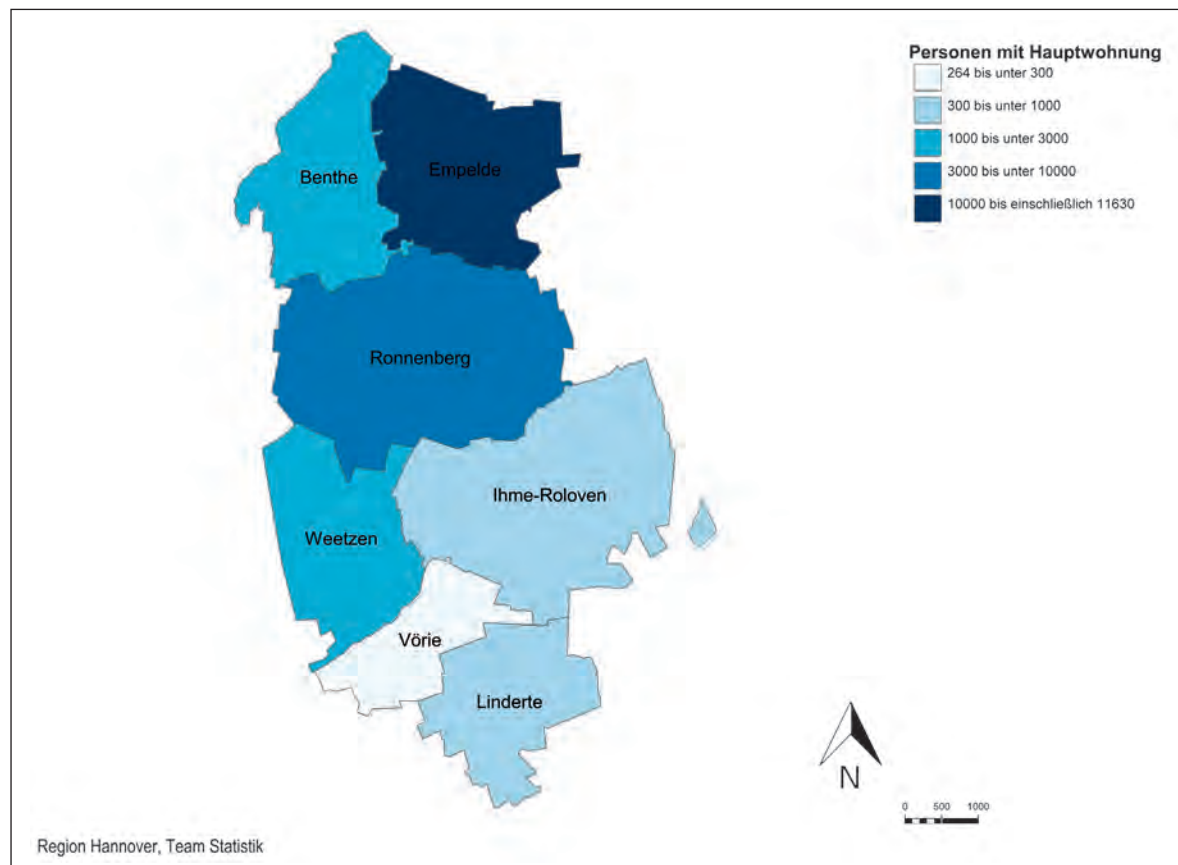 Personen mit Hauptwohnung
264 bis unter 300
300 bis unter 1000
1000 bis unter 3000
3000 bis unter 10000
10000 bis einschließlich 11630
Benthe
Empelde
Ronnenberg
Ihme-Roloven
Weetzen
Vörie
Linderte
N
0 500 1000
Region Hannover, Team Statistik